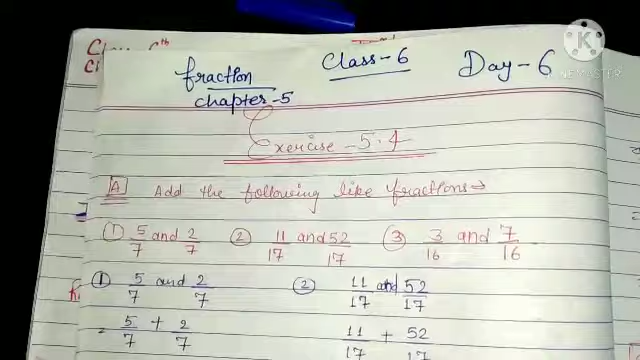 fraction Class-6 Day-6
chapter-5
Exercise-5.4
A Add the following like fractions→
① 5/7 and 2/7 ② 11/17 and 52/17 ③ 3/16 and 7/16
① 5/7 and 2/7 ② 11/17 and 52/17
= 5/7 + 2/7 11/17 + 52/17
KINEMASTER